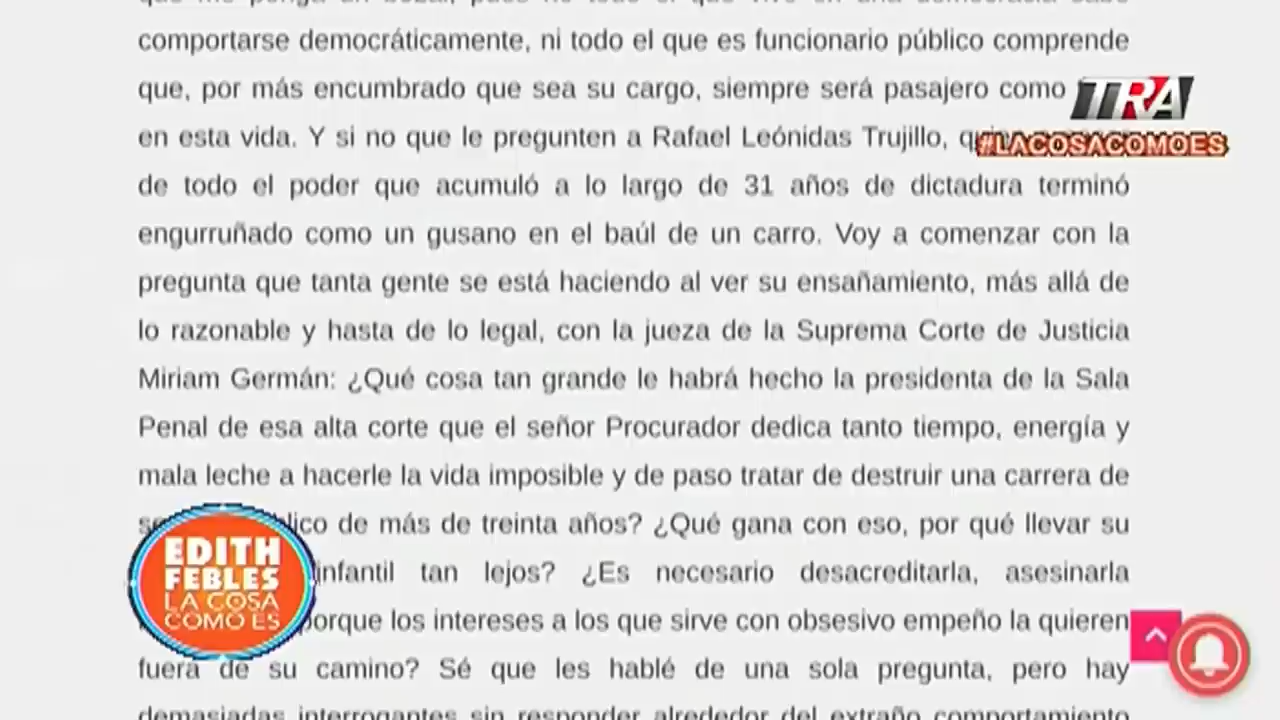 comportarse democráticamente, ni todo el que es funcionario público comprende
que, por más encumbrado que sea su cargo, siempre será pasajero como
TRA
en esta vida. Y si no que le pregunten a Rafael Leónidas Trujillo,
#LACOSACOMOES
de todo el poder que acumuló a lo largo de 31 años de dictadura terminó
engurruñado como un gusano en el baúl de un carro. Voy a comenzar con la
pregunta que tanta gente se está haciendo al ver su ensañamiento, más allá de
lo razonable y hasta de lo legal, con la jueza de la Suprema Corte de Justicia
Miriam Germán: ¿Qué cosa tan grande le habrá hecho la presidenta de la Sala
Penal de esa alta corte que el señor Procurador dedica tanto tiempo, energía y
mala leche a hacerle la vida imposible y de paso tratar de destruir una carrera de
de más de treinta años? ¿Qué gana con eso, por qué llevar su
infantil tan lejos? ¿Es necesario desacreditarla, asesinarla
porque los intereses a los que sirve con obsesivo empeño la quieren
fuera de su camino? Sé que les hablé de una sola pregunta, pero hay
demasiadas interrogantes sin responder alrededor del extraño comportamiento
EDITH
FEBLES
LA COSA
COMO ES